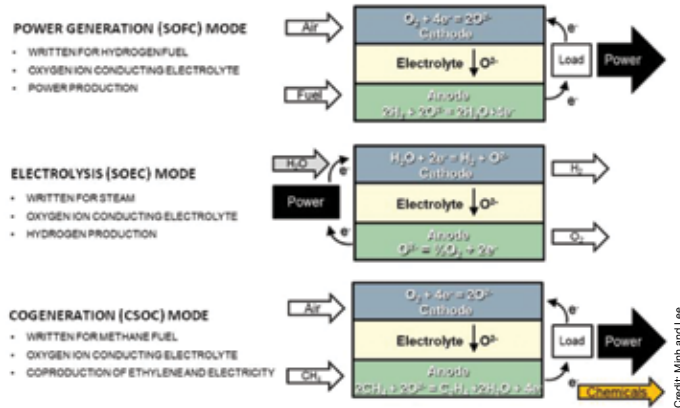 POWER GENERATION (SOFC) MODE
• WRITTEN FOR HYDROGEN FUEL
• OXYGEN ION CONDUCTING ELECTROLYTE
• POWER PRODUCTION
Air
Fuel
O₂ + 4e⁻ = 2O²⁻
Cathode
Electrolyte O²⁻
Anode
2H₂ + 2O²⁻ = 2H₂O+4e⁻
e⁻
Load
e⁻
Power
ELECTROLYSIS (SOEC) MODE
• WRITTEN FOR STEAM
• OXYGEN ION CONDUCTING ELECTROLYTE
• HYDROGEN PRODUCTION
H₂O
e⁻
Power
e⁻
H₂O + 2e⁻ = H₂ + O²⁻
Cathode
Electrolyte O²⁻
Anode
O²⁻ = ½O₂ + 2e⁻
H₂
O₂
COGENERATION (CSOC) MODE
• WRITTEN FOR METHANE FUEL
• OXYGEN ION CONDUCTING ELECTROLYTE
• COPRODUCTION OF ETHYLENE AND ELECTRICITY
Air
CH₄
O₂ + 4e⁻ = 2O²⁻
Cathode
Electrolyte O²⁻
Anode
2CH₄ + 2O²⁻ = C₂H₄ +2H₂O + 4e⁻
e⁻
Load
e⁻
Power
Chemicals
Credit: Minh and Lee